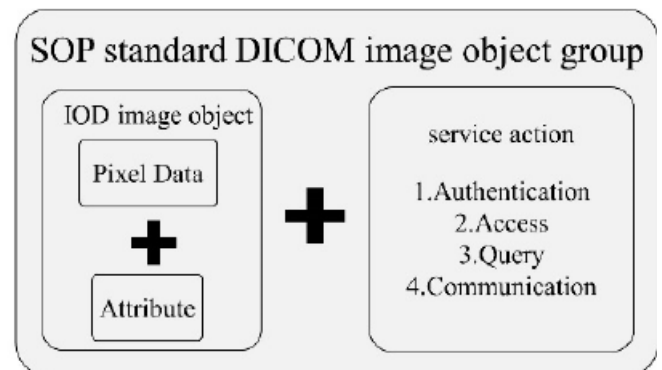 SOP standard DICOM image object group
IOD image object
Pixel Data
Attribute
service action
1.Authentication
2.Access
3.Query
4.Communication